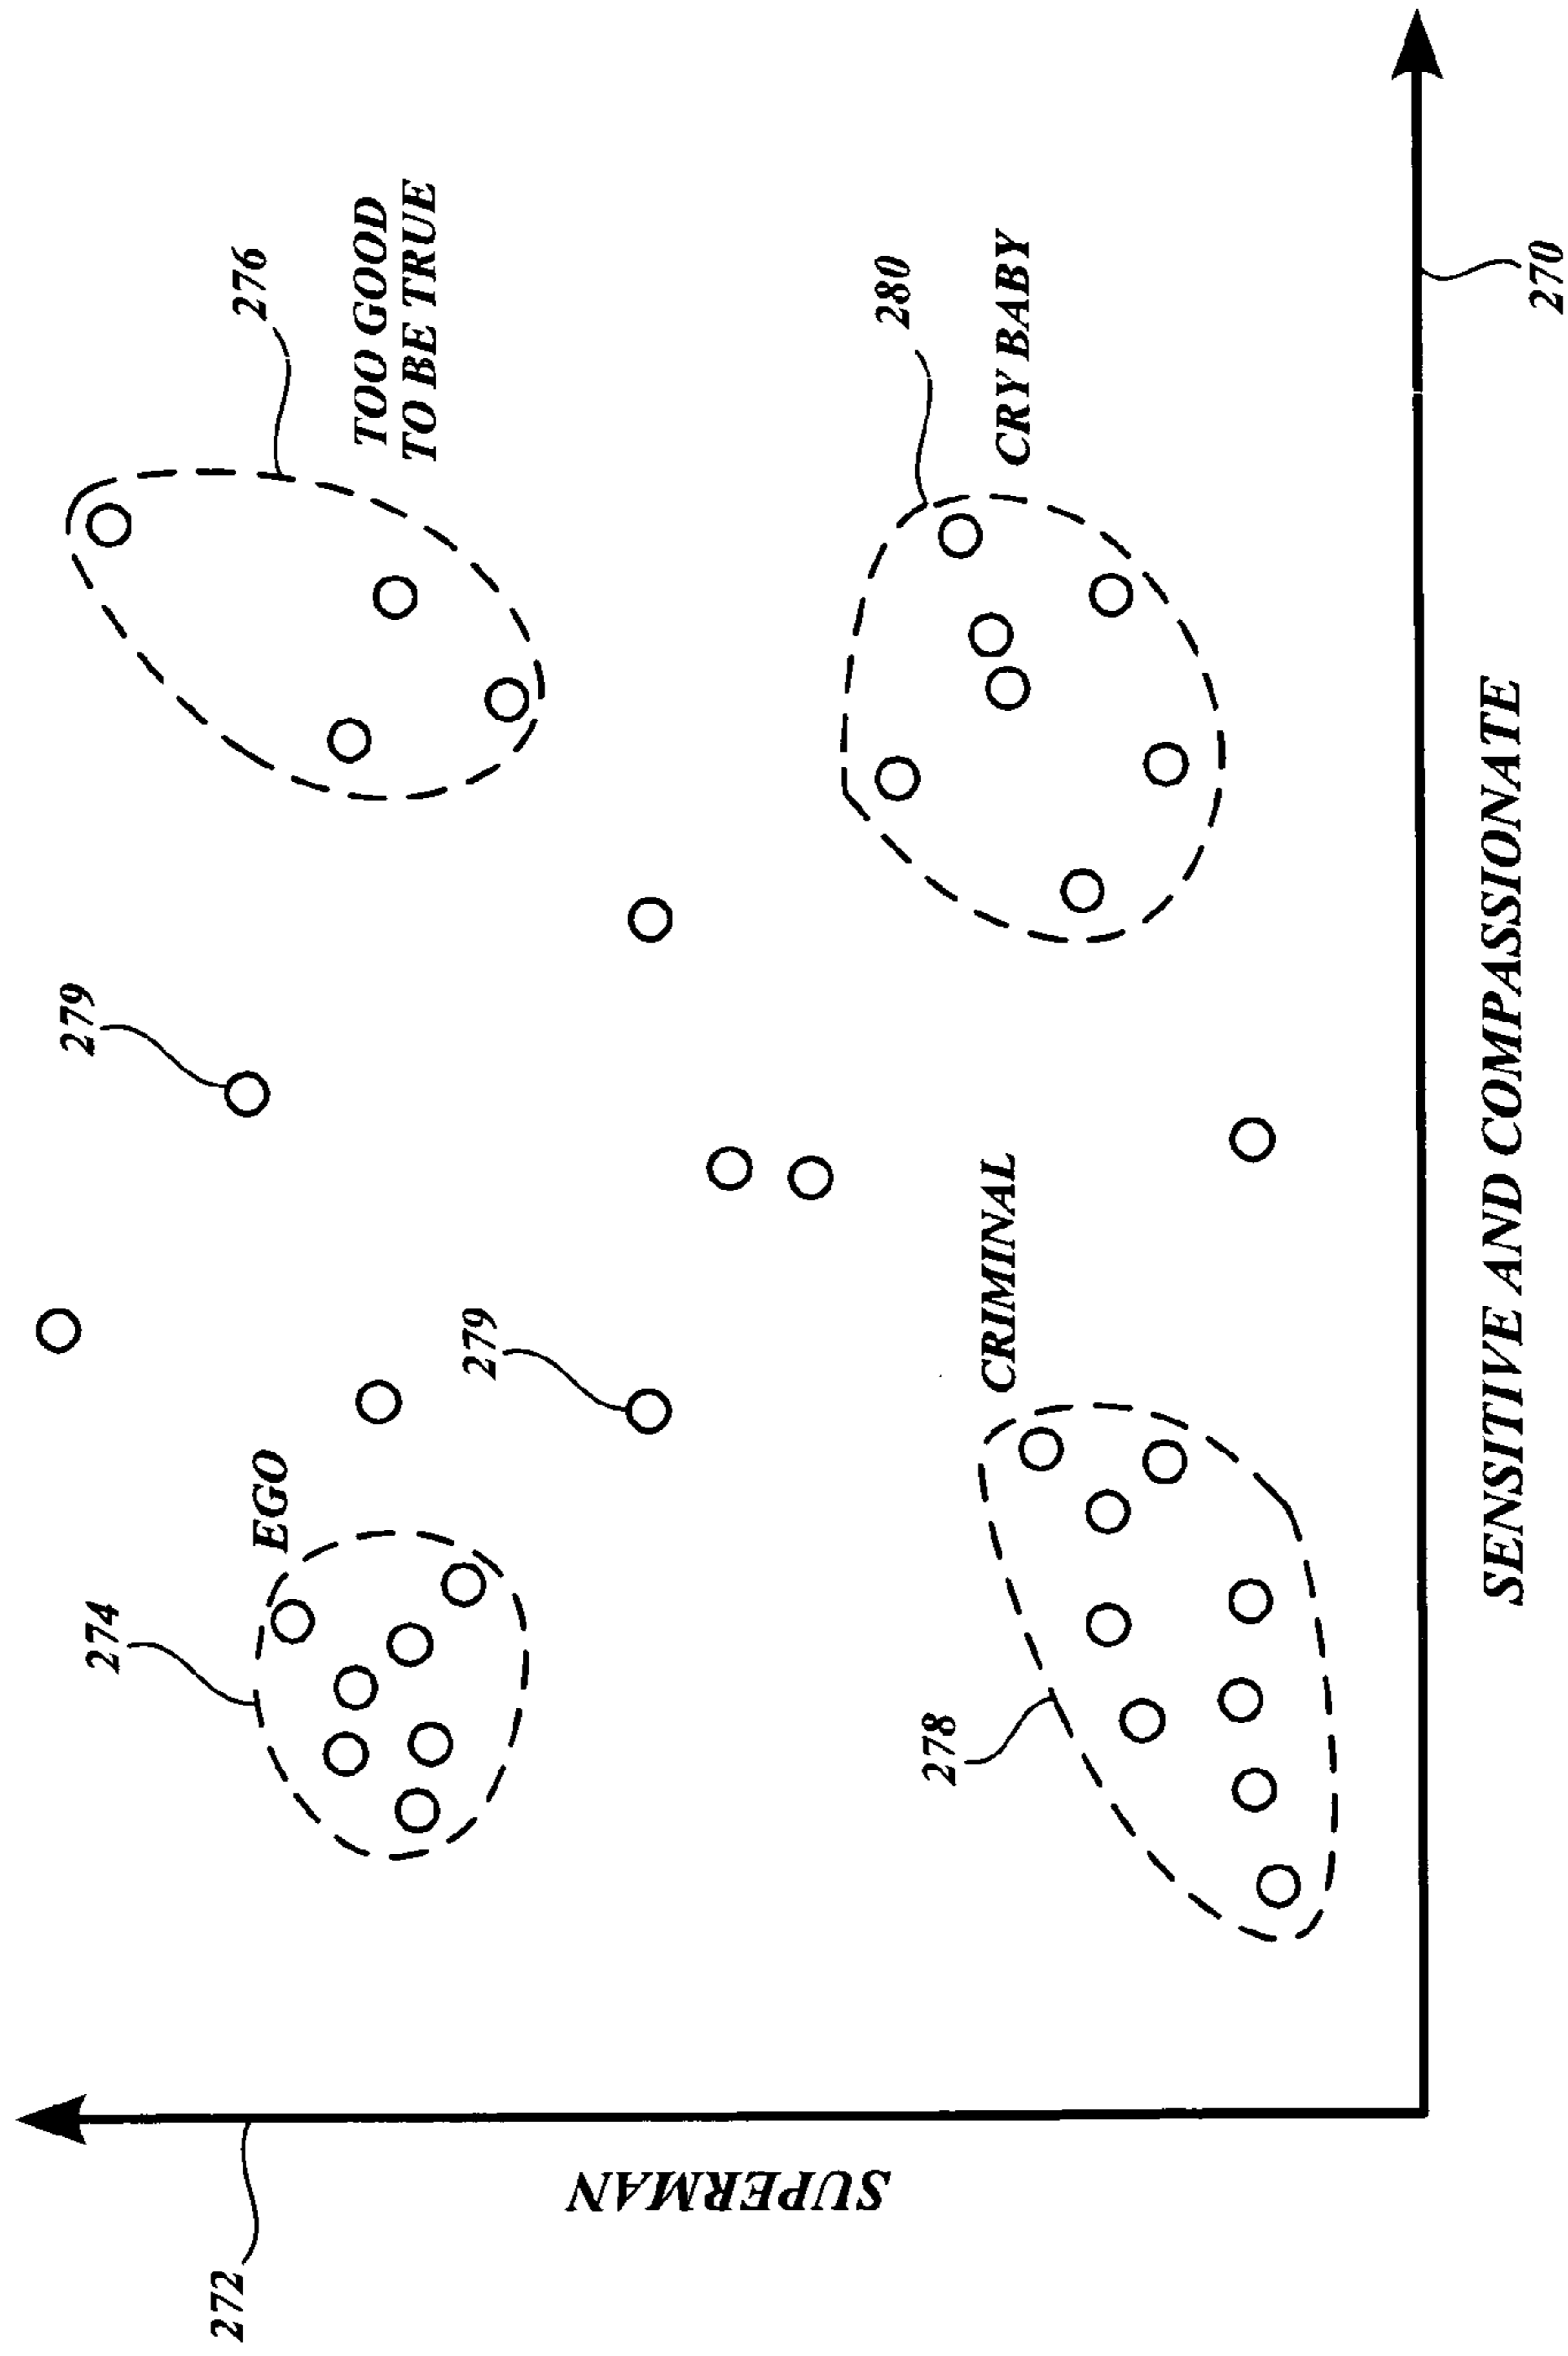 276
TOO GOOD
TO BE TRUE
279
EGO
274
279
280
CRY BABY
CRIMINAL
278
272
SUPERMAN
270
SENSITIVE AND COMPASSIONATE